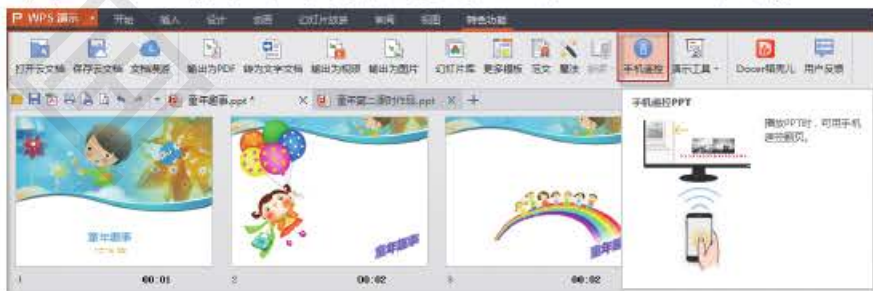 WPS 演示
开始 插入 设计 动画 幻灯片放映 审阅 视图 特色功能
打开云文档 保存云文档 文档漫游 输出为PDF 转为文字文档 输出为视频 输出为图片 幻灯片库 更多模板 范文 魔法 手机遥控 演示工具 Docer稻壳儿 用户反馈
童年趣事.ppt * 童年第二课时作品.ppt
手机遥控PPT
播放PPT时,可用手机
遥控翻页。
童年趣事
童年趣事
童年趣
1 00:01 2 00:02 3 00:02